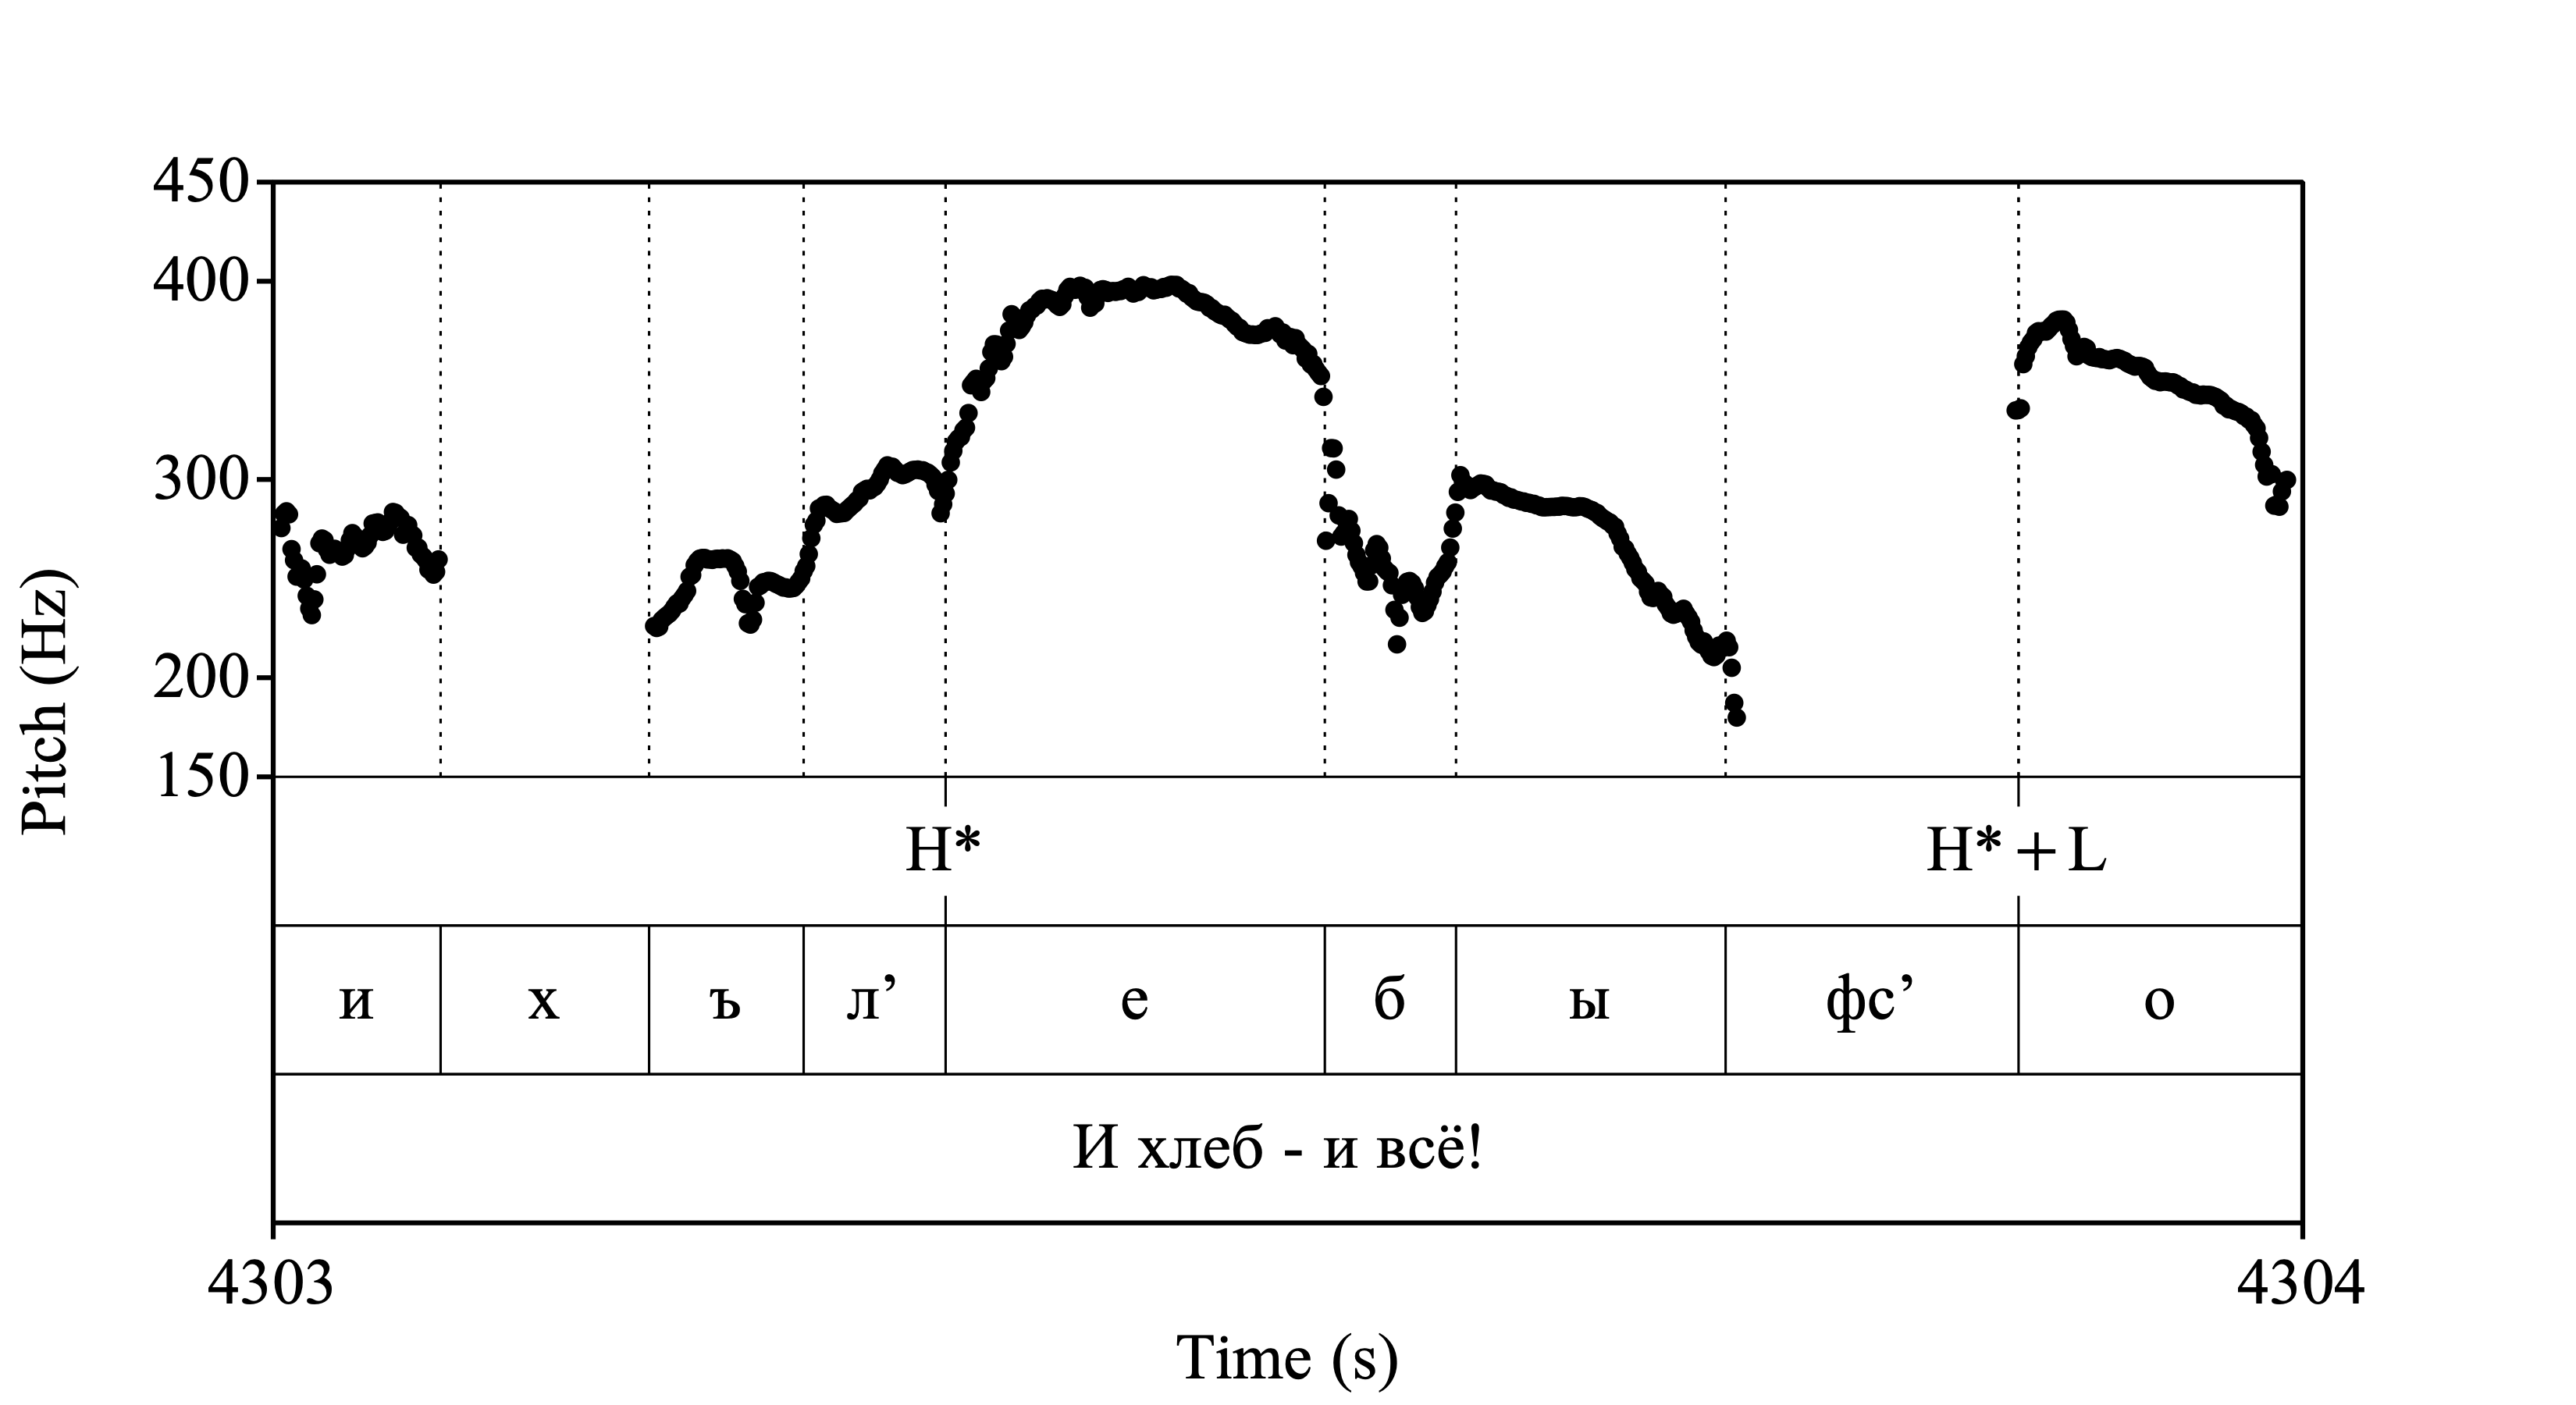 450
400
300
200
150
Pitch (Hz)
H* H*+L
и х ъ л’ е б ы фс’ о
И хлеб - и всё!
4303 4304
Time (s)